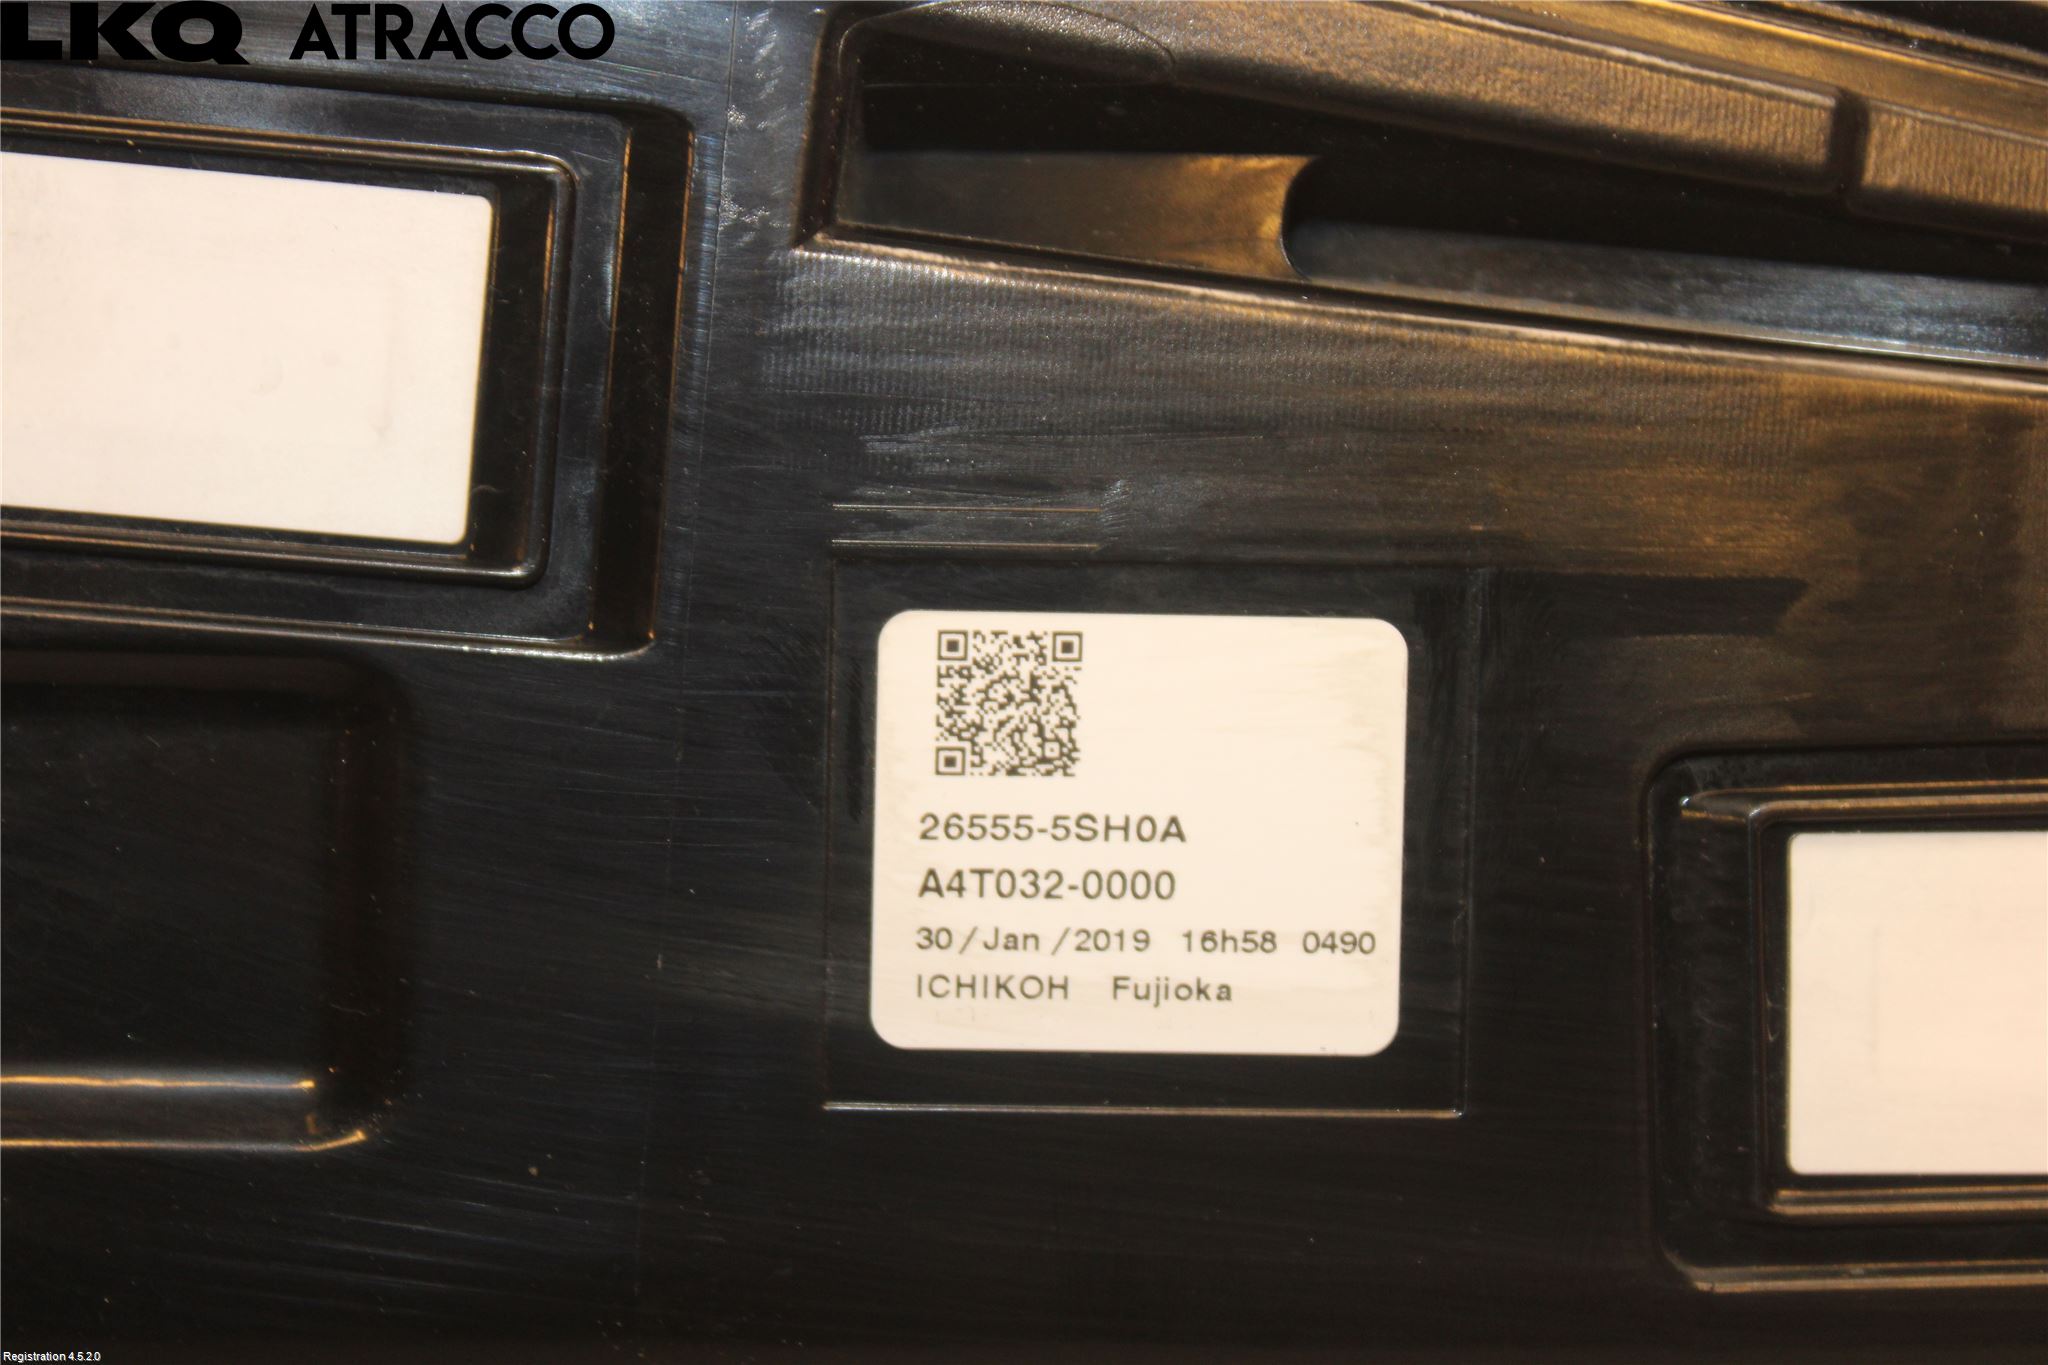 LKQ ATRACCO
26555-5SH0A
A4T032-0000
30/Jan/2019 16h58 0490
ICHIKOH Fujioka
Registration 4.5.2.0